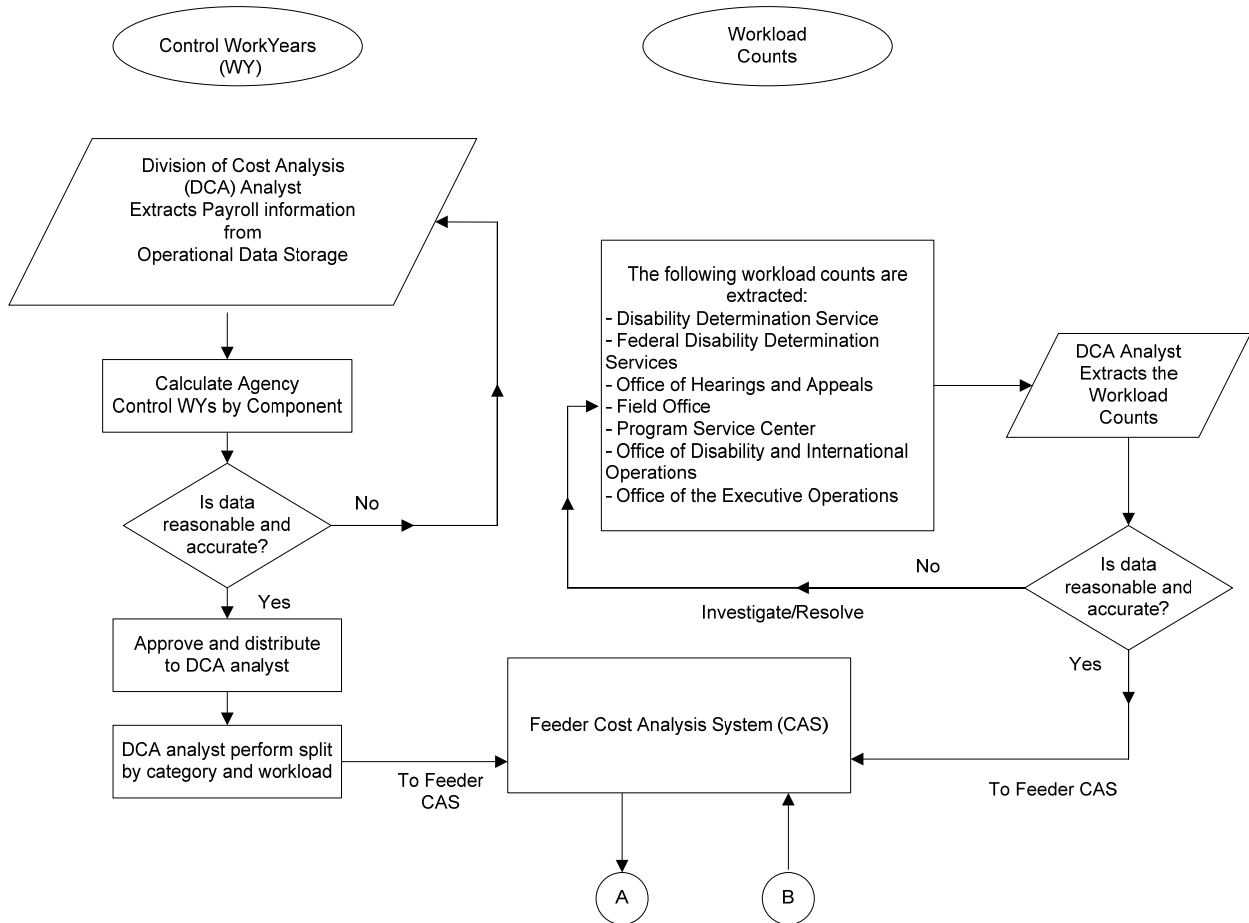 Control WorkYears
(WY)
Workload
Counts
Division of Cost Analysis
(DCA) Analyst
Extracts Payroll information
from
Operational Data Storage
Calculate Agency
Control WYs by Component
Is data
reasonable and
accurate?
No
Yes
Approve and distribute
to DCA analyst
DCA analyst perform split
by category and workload
To Feeder
CAS
The following workload counts are
extracted:
- Disability Determination Service
- Federal Disability Determination
Services
- Office of Hearings and Appeals
- Field Office
- Program Service Center
- Office of Disability and International
Operations
- Office of the Executive Operations
DCA Analyst
Extracts the
Workload
Counts
Is data
reasonable and
accurate?
No
Investigate/Resolve
Yes
To Feeder CAS
Feeder Cost Analysis System (CAS)
A
B